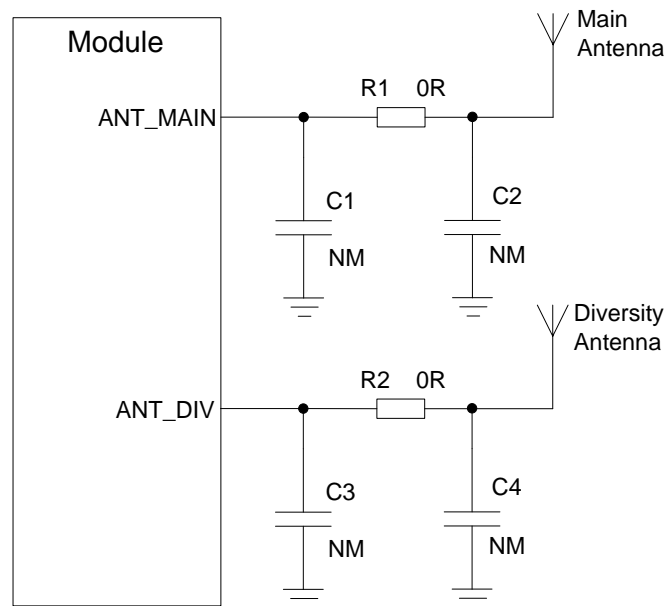 Module
Main
Antenna
R1 0R
ANT_MAIN
C1
C2
NM
NM
Diversity
Antenna
R2 0R
ANT_DIV
C3
C4
NM
NM